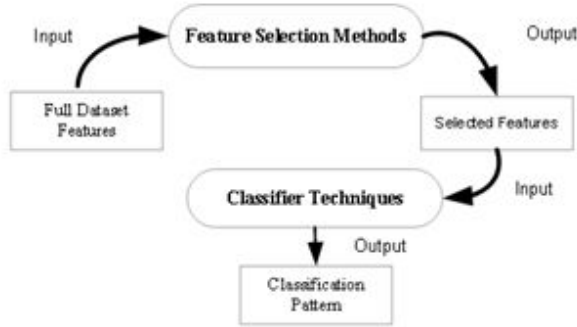 Input
Feature Selection Methods
Output
Full Dataset
Features
Selected Features
Input
Classifier Techniques
Output
Classification
Pattern